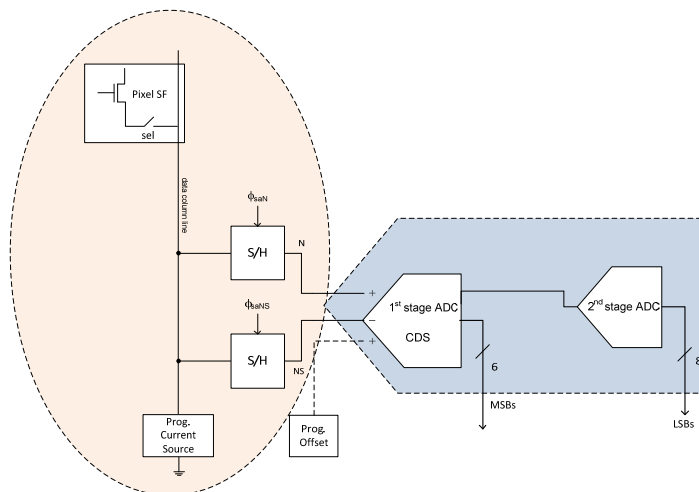 Pixel SF
sel
data column line
ϕsaN
S/H
N
ϕsaNS
S/H
NS
+
1st stage ADC
−
CDS
+
2nd stage ADC
6
8
MSBs
LSBs
Prog.
Current
Source
Prog.
Offset